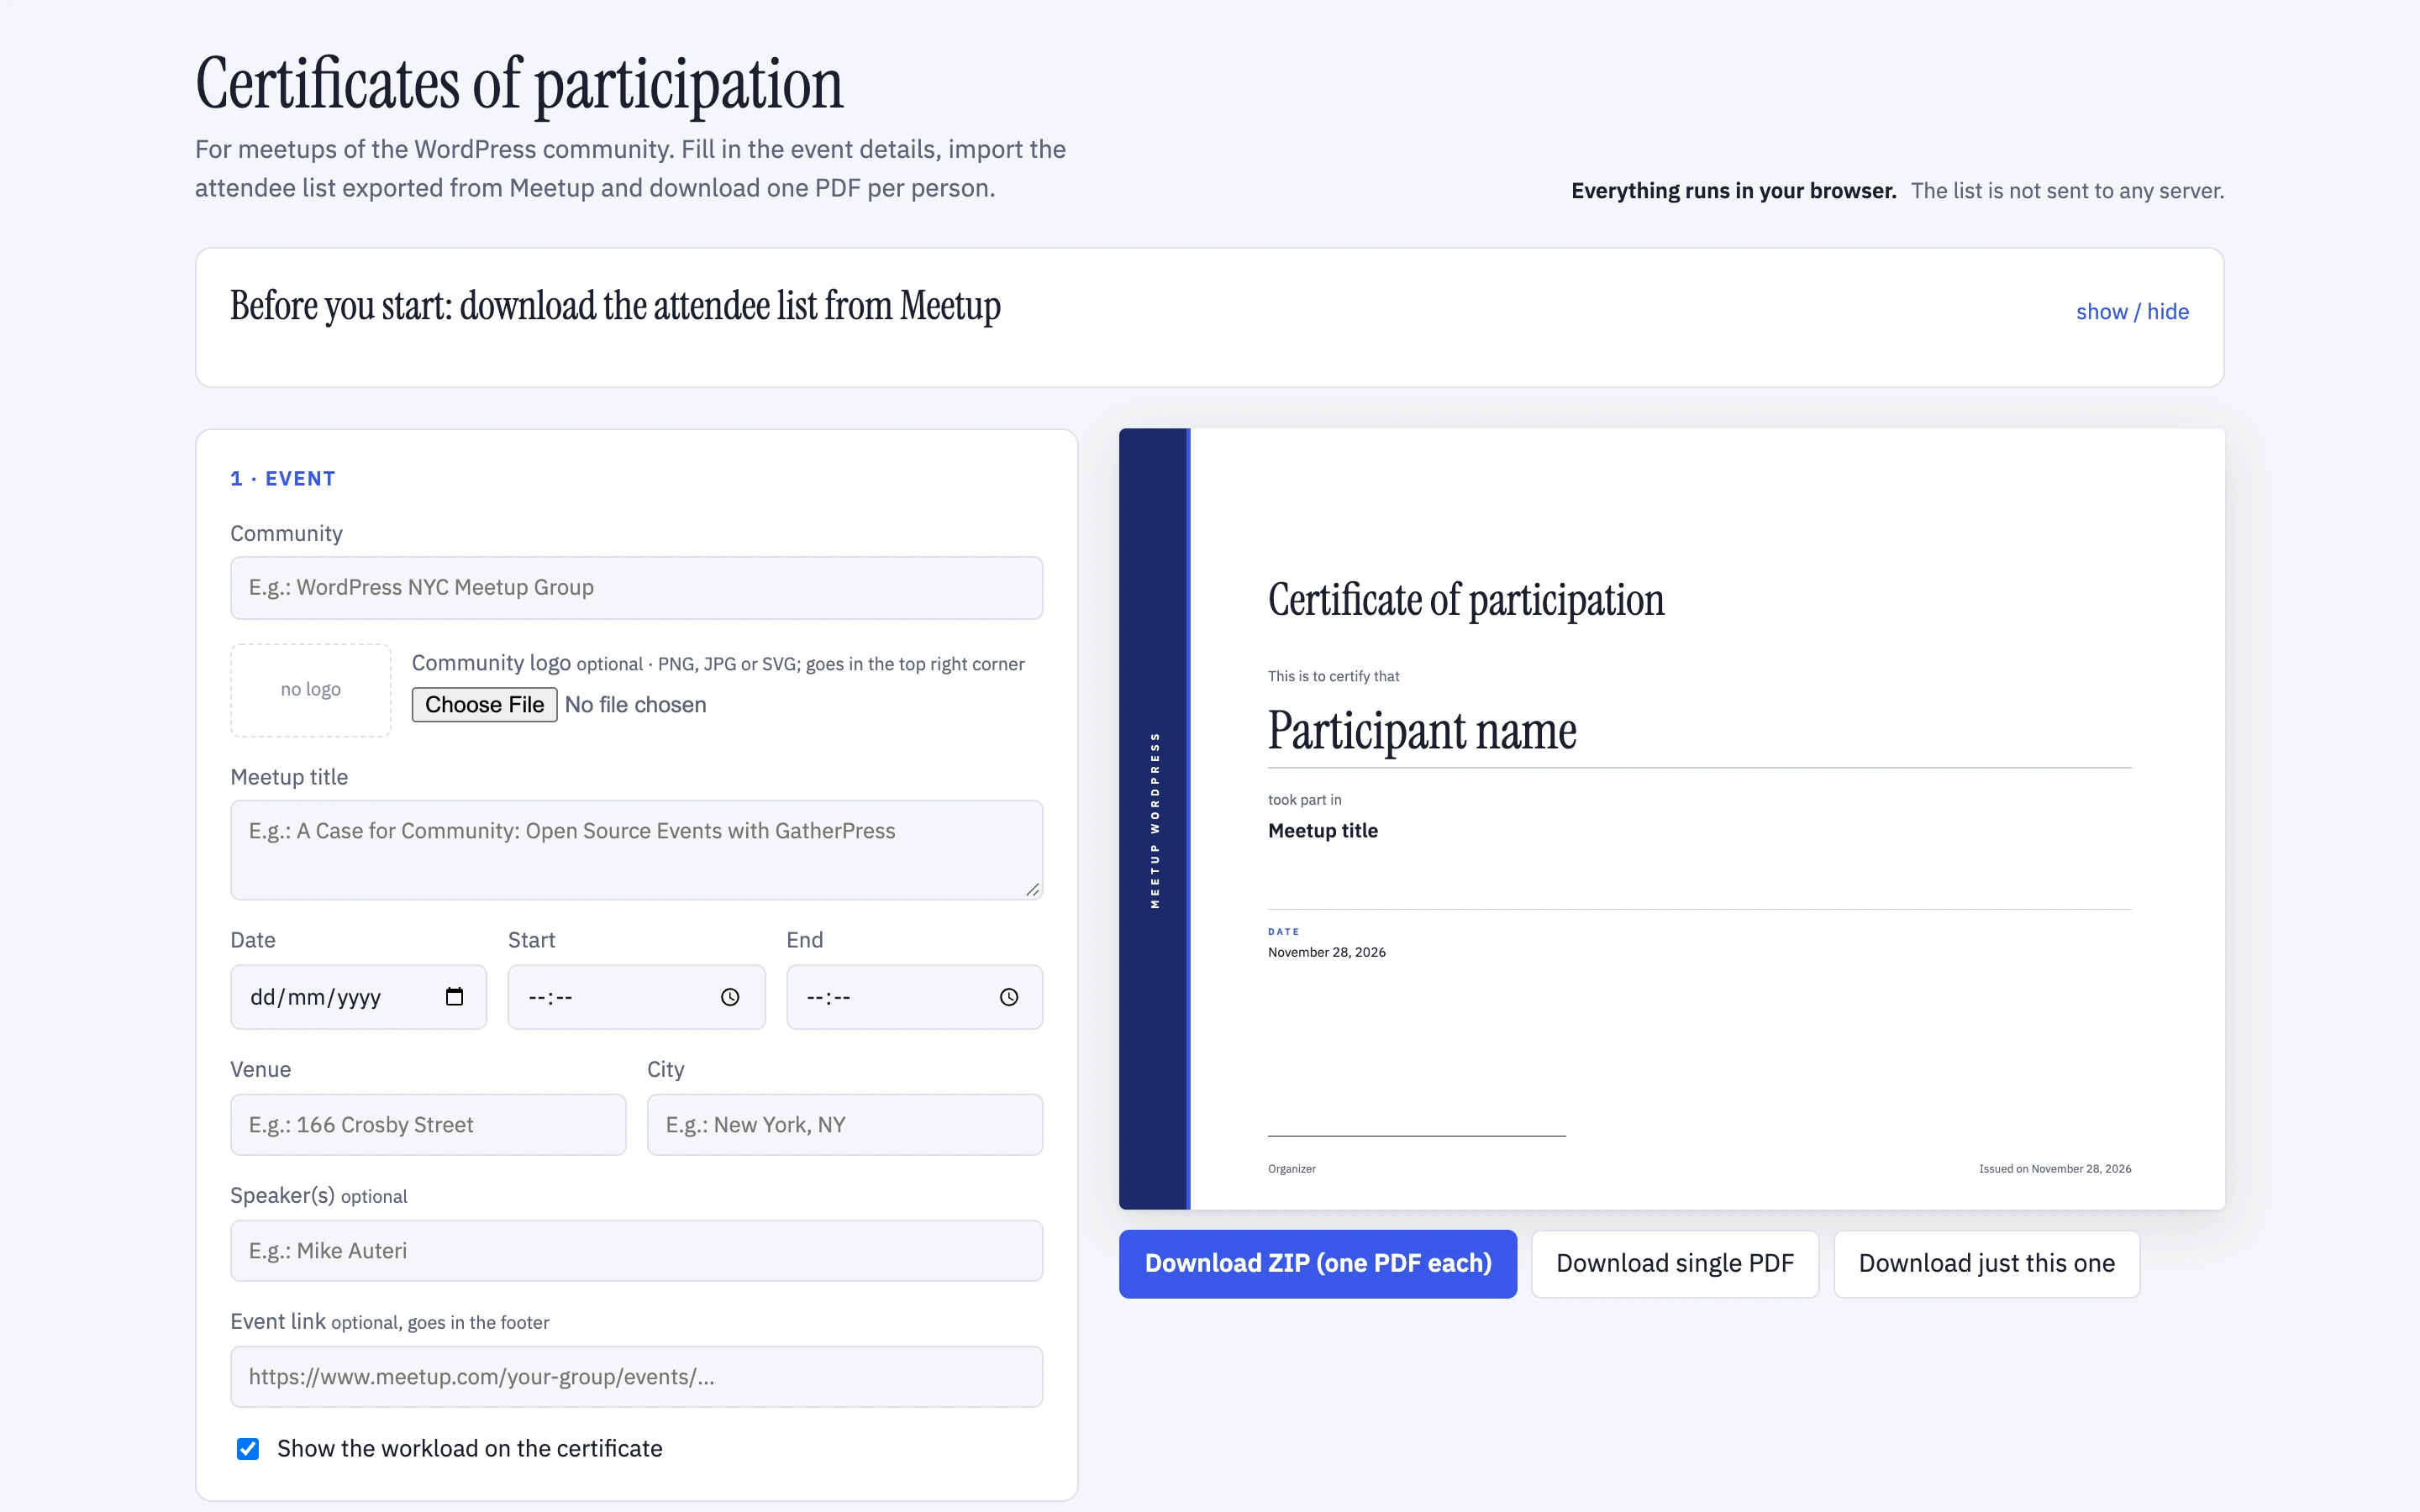 Certificates of participation
For meetups of the WordPress community. Fill in the event details, import the
attendee list exported from Meetup and download one PDF per person.
Everything runs in your browser. The list is not sent to any server.
Before you start: download the attendee list from Meetup
show / hide
1 · EVENT
Community
E.g.: WordPress NYC Meetup Group
no logo
Community logo optional · PNG, JPG or SVG; goes in the top right corner
Choose File No file chosen
Meetup title
E.g.: A Case for Community: Open Source Events with GatherPress
Date Start End
dd/mm/yyyy --:-- --:--
Venue City
E.g.: 166 Crosby Street E.g.: New York, NY
Speaker(s) optional
E.g.: Mike Auteri
Event link optional, goes in the footer
https://www.meetup.com/your-group/events/...
Show the workload on the certificate
MEETUP WORDPRESS
Certificate of participation
This is to certify that
Participant name
took part in
Meetup title
DATE
November 28, 2026
Organizer
Issued on November 28, 2026
Download ZIP (one PDF each) Download single PDF Download just this one